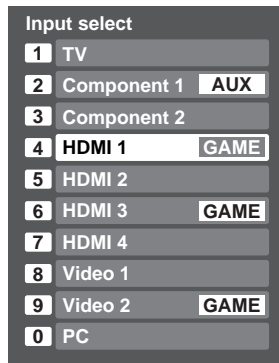 Input select
1 TV
2 Component 1 AUX
3 Component 2
4 HDMI 1 GAME
5 HDMI 2
6 HDMI 3 GAME
7 HDMI 4
8 Video 1
9 Video 2 GAME
0 PC